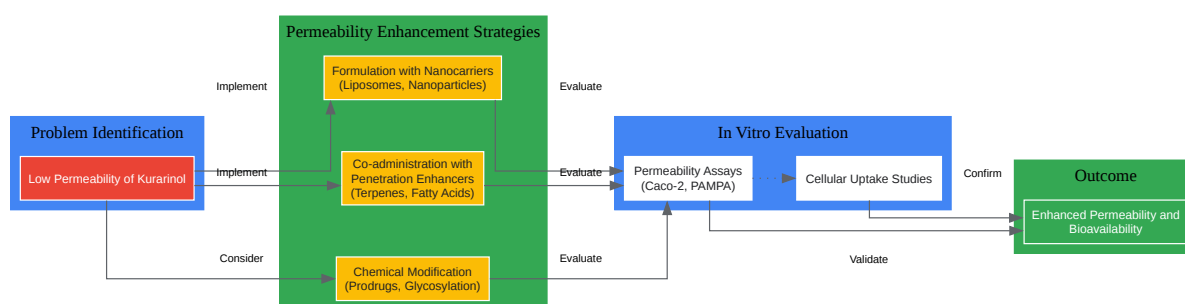 Permeability Enhancement Strategies
Formulation with Nanocarriers
(Liposomes, Nanoparticles)
Implement
Evaluate
Problem Identification
In Vitro Evaluation
Low Permeability of Kurarinol
Implement
Co-administration with
Penetration Enhancers
(Terpenes, Fatty Acids)
Evaluate
Permeability Assays
(Caco-2, PAMPA)
Cellular Uptake Studies
Confirm
Outcome
Enhanced Permeability and
Bioavailability
Consider
Chemical Modification
(Prodrugs, Glycosylation)
Evaluate
Validate